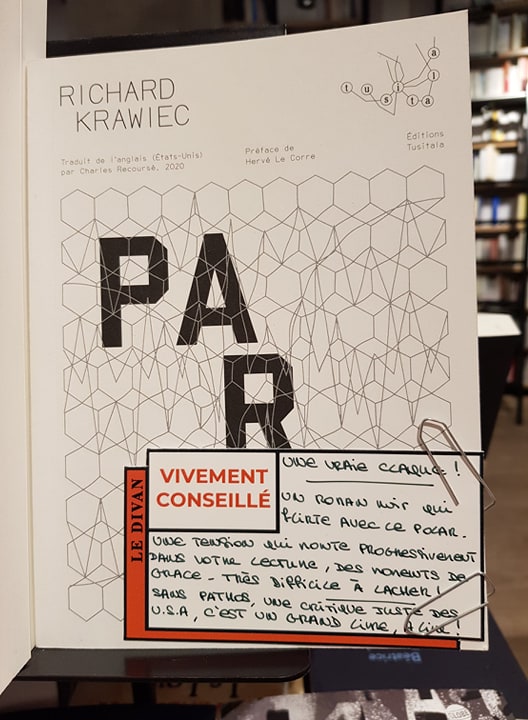 RICHARD
KRAWIEC
tusitala
Traduit de l'anglais (États-Unis)
par Charles Recoursé, 2020
Préface de
Hervé Le Corre
Éditions
Tusitala
PA
R
LE DIVAN
VIVEMENT
CONSEILLÉ
UNE VRAIE CLAQUE !
UN ROMAN NOIR QUI
FLIRTE AVEC LE POLAR.
UNE TENSION QUI MONTE PROGRESSIVEMENT
DANS VOTRE LECTURE, DES MOMENTS DE
GRACE - TRÈS DIFFICILE À LACHER !
SANS PATHOS, UNE CRITIQUE JUSTE DES
U.S.A, C'EST UN GRAND LIVRE, A LIRE !
Béatrice